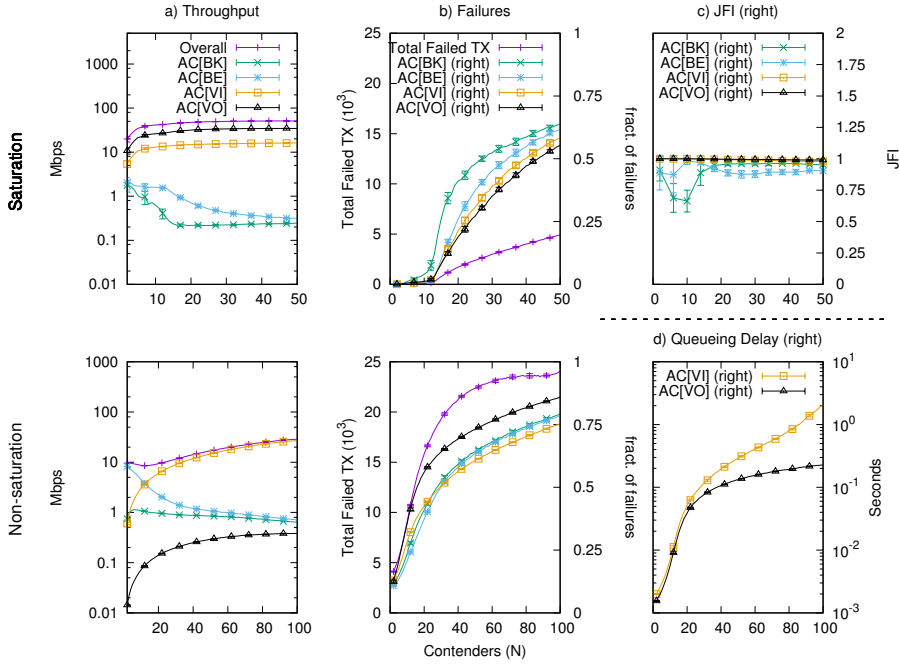 a) Throughput
b) Failures
c) JFI (right)
Saturation
Mbps
1000
100
10
1
0.1
0.01
10 20 30 40 50
Overall
AC[BK]
AC[BE]
AC[VI]
AC[VO]
Total Failed TX (10³)
25
20
15
10
5
0
0 10 20 30 40 50
Total Failed TX
AC[BK] (right)
AC[BE] (right)
AC[VI] (right)
AC[VO] (right)
1
0.75
0.5
0.25
0
fract. of failures
0 10 20 30 40 50
AC[BK] (right)
AC[BE] (right)
AC[VI] (right)
AC[VO] (right)
2
1.75
1.5
1.25
1
0.75
0.5
0.25
0
JFI
Non-saturation
Mbps
1000
100
10
1
0.1
0.01
20 40 60 80 100
Total Failed TX (10³)
25
20
15
10
5
0
0 20 40 60 80 100
Contenders (N)
1
0.75
0.5
0.25
0
fract. of failures
d) Queueing Delay (right)
AC[VI] (right)
AC[VO] (right)
0 20 40 60 80 100
10¹
10⁰
10⁻¹
10⁻²
10⁻³
Seconds